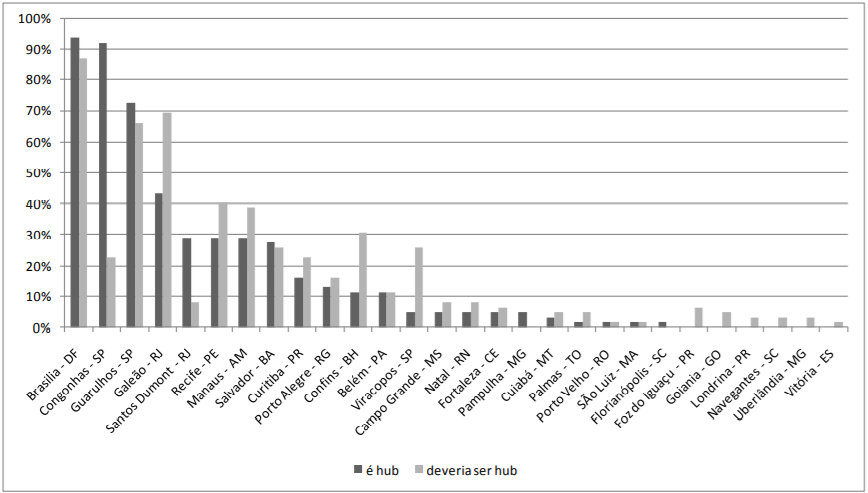 100%
90%
80%
70%
60%
50%
40%
30%
20%
10%
0%
Brasília - DF
Congonhas - SP
Guarulhos - SP
Galeão - RJ
Santos Dumont - RJ
Recife - PE
Manaus - AM
Salvador - BA
Curitiba - PR
Porto Alegre - RG
Confins - BH
Belém - PA
Viracopos - SP
Campo Grande - MS
Natal - RN
Fortaleza - CE
Pampulha - MG
Cuiabá - MT
Palmas - TO
Porto Velho - RO
SÃo Luiz - MA
Florianópolis - SC
Foz do Iguaçu - PR
Goiania - GO
Londrina - PR
Navegantes - SC
Uberlândia - MG
Vitória - ES
é hub deveria ser hub